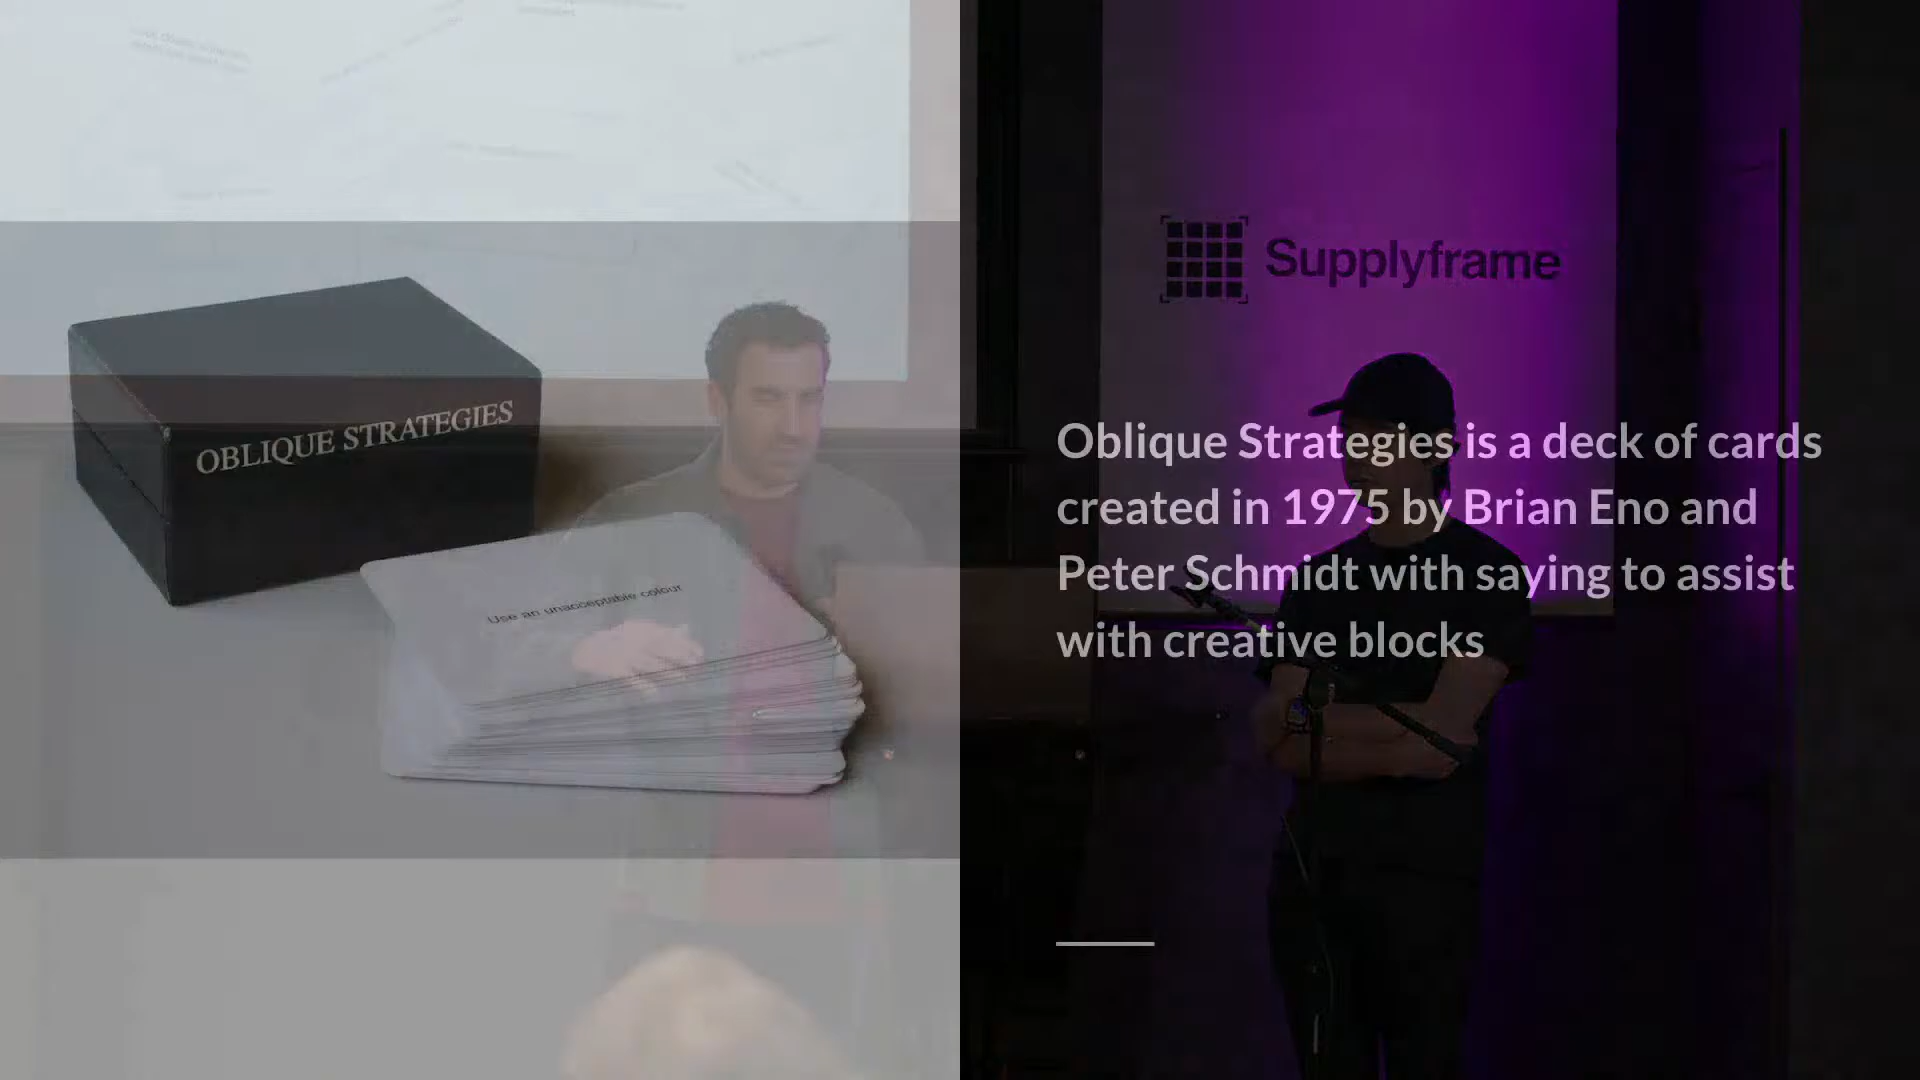 OBLIQUE STRATEGIES
Use an unacceptable colour
Supplyframe
Oblique Strategies is a deck of cards
created in 1975 by Brian Eno and
Peter Schmidt with saying to assist
with creative blocks